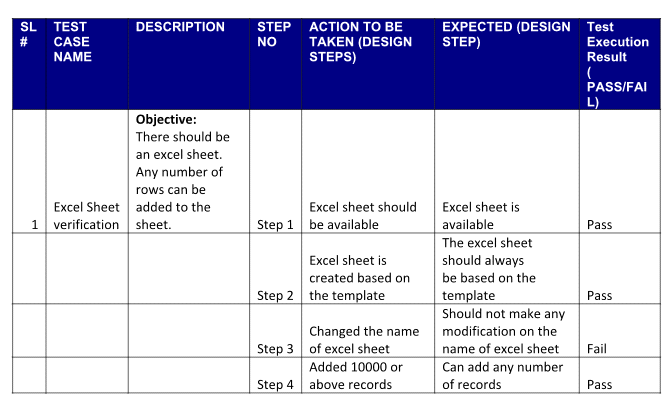 SL # TEST CASE NAME DESCRIPTION STEP NO ACTION TO BE TAKEN (DESIGN STEPS) EXPECTED (DESIGN STEP) Test Execution Result ( PASS/FAIL)
1 Excel Sheet verification Objective: There should be an excel sheet. Any number of rows can be added to the sheet. Step 1 Excel sheet should be available Excel sheet is available Pass
Step 2 Excel sheet is created based on the template The excel sheet should always be based on the template Pass
Step 3 Changed the name of excel sheet Should not make any modification on the name of excel sheet Fail
Step 4 Added 10000 or above records Can add any number of records Pass